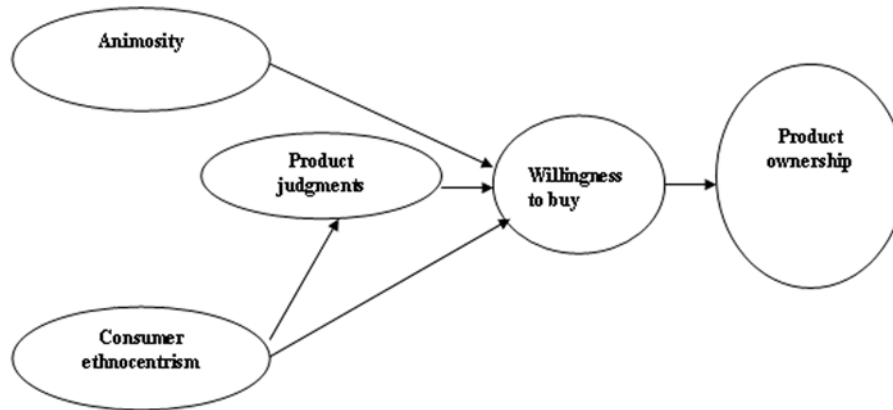 Animosity
Product
judgments
Willingness
to buy
Product
ownership
Consumer
ethnocentrism